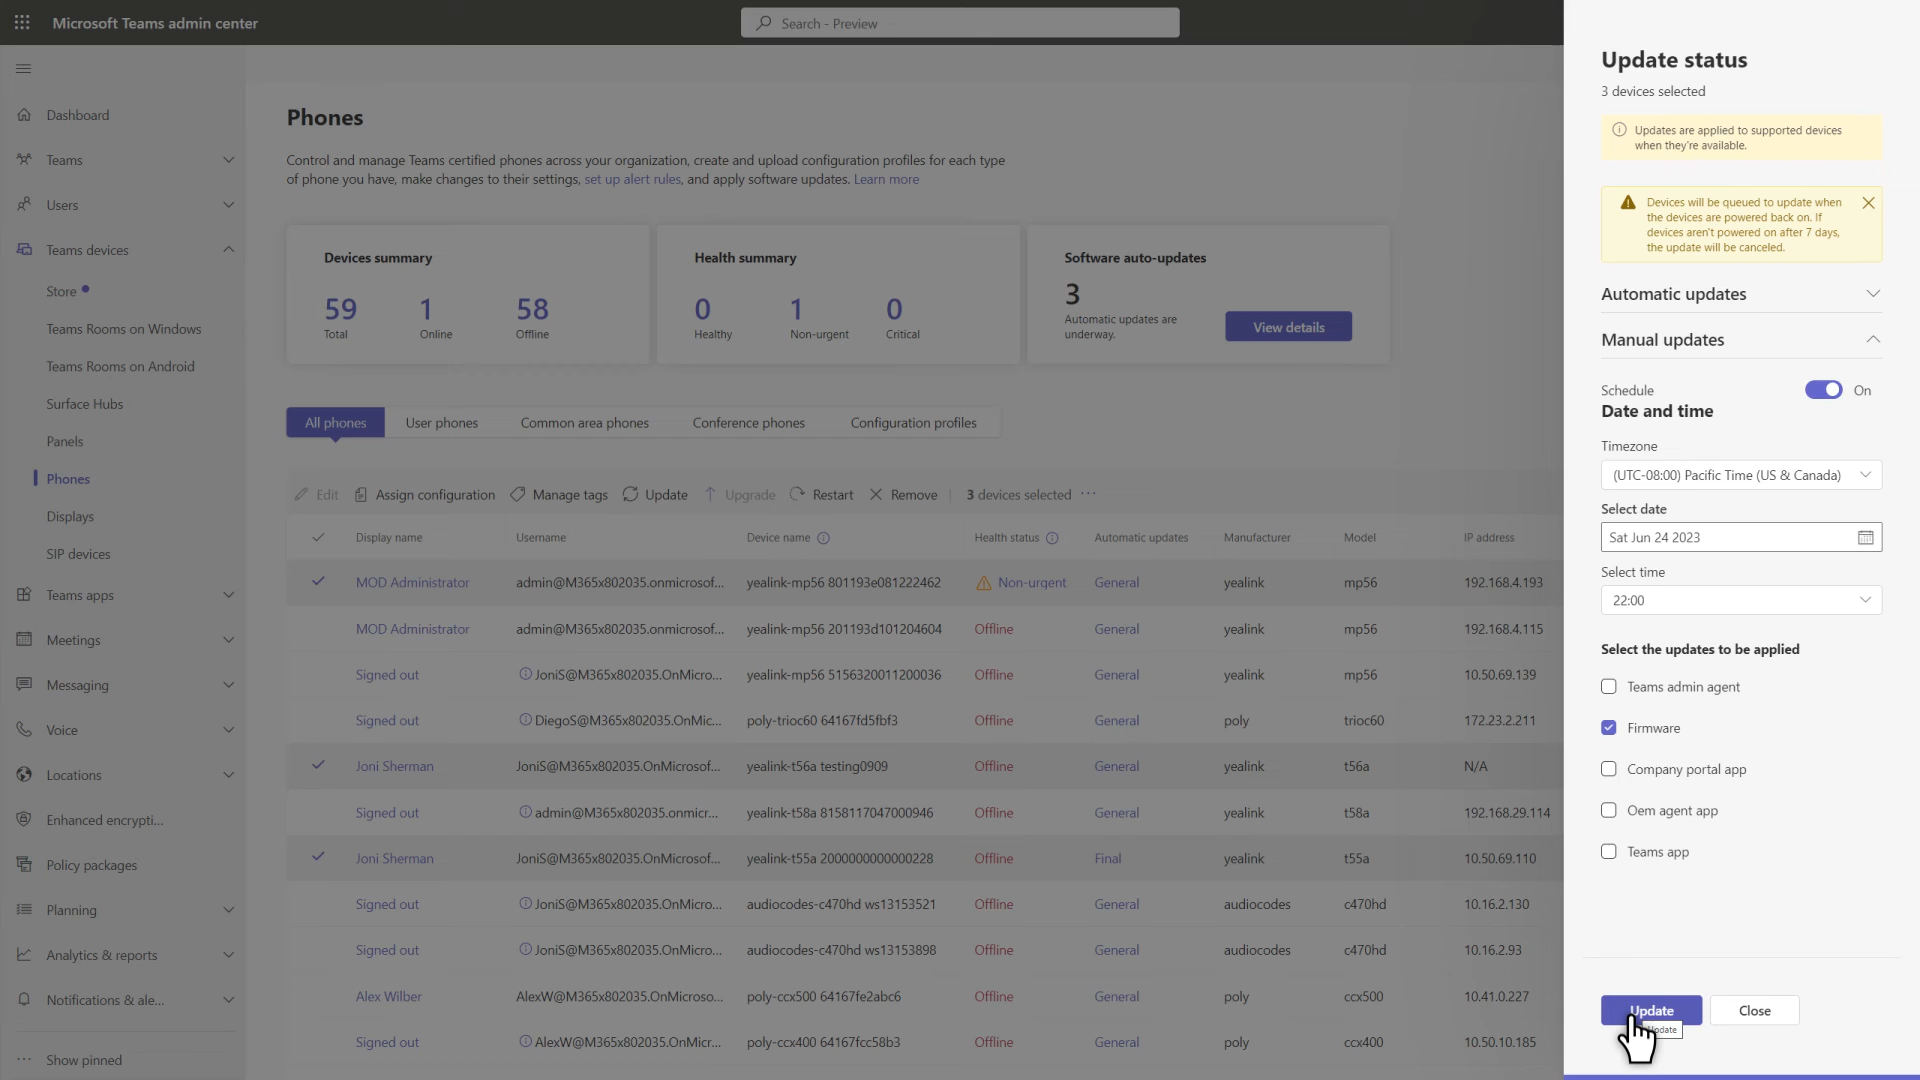 Microsoft Teams admin center
Search - Preview
Dashboard
Teams
Users
Teams devices
Store
Teams Rooms on Windows
Teams Rooms on Android
Surface Hubs
Panels
Phones
Displays
SIP devices
Teams apps
Meetings
Messaging
Voice
Locations
Enhanced encrypti...
Policy packages
Planning
Analytics & reports
Notifications & ale...
Show pinned
Phones
Control and manage Teams certified phones across your organization, create and upload configuration profiles for each type
of phone you have, make changes to their settings, set up alert rules, and apply software updates. Learn more
Devices summary
59 1 58
Total Online Offline
Health summary
0 1 0
Healthy Non-urgent Critical
Software auto-updates
3
Automatic updates are
underway.
View details
All phones User phones Common area phones Conference phones Configuration profiles
Edit Assign configuration Manage tags Update Upgrade Restart Remove 3 devices selected ...
Display name Username Device name Health status Automatic updates Manufacturer Model IP address
MOD Administrator admin@M365x802035.onmicrosof... yealink-mp56 801193e081222462 Non-urgent General yealink mp56 192.168.4.193
MOD Administrator admin@M365x802035.onmicrosof... yealink-mp56 201193d101204604 Offline General yealink mp56 192.168.4.115
Signed out JoniS@M365x802035.OnMicro... yealink-mp56 5156320011200036 Offline General yealink mp56 10.50.69.139
Signed out DiegoS@M365x802035.OnMic... poly-trioc60 64167fd5fbf3 Offline General poly trioc60 172.23.2.211
Joni Sherman JoniS@M365x802035.OnMicrosof... yealink-t56a testing0909 Offline General yealink t56a N/A
Signed out admin@M365x802035.onmicr... yealink-t58a 8158117047000946 Offline General yealink t58a 192.168.29.114
Joni Sherman JoniS@M365x802035.OnMicrosof... yealink-t55a 2000000000000228 Offline Final yealink t55a 10.50.69.110
Signed out JoniS@M365x802035.OnMicro... audiocodes-c470hd ws13153521 Offline General audiocodes c470hd 10.16.2.130
Signed out JoniS@M365x802035.OnMicro... audiocodes-c470hd ws13153898 Offline General audiocodes c470hd 10.16.2.93
Alex Wilber AlexW@M365x802035.OnMicroso... poly-ccx500 64167fe2abc6 Offline General poly ccx500 10.41.0.227
Signed out AlexW@M365x802035.OnMicr... poly-ccx400 64167fcc58b3 Offline General poly ccx400 10.50.10.185
Update status
3 devices selected
Updates are applied to supported devices
when they're available.
Devices will be queued to update when
the devices are powered back on. If
devices aren't powered on after 7 days,
the update will be canceled.
Automatic updates
Manual updates
Schedule On
Date and time
Timezone
(UTC-08:00) Pacific Time (US & Canada)
Select date
Sat Jun 24 2023
Select time
22:00
Select the updates to be applied
Teams admin agent
Firmware
Company portal app
Oem agent app
Teams app
Update Close